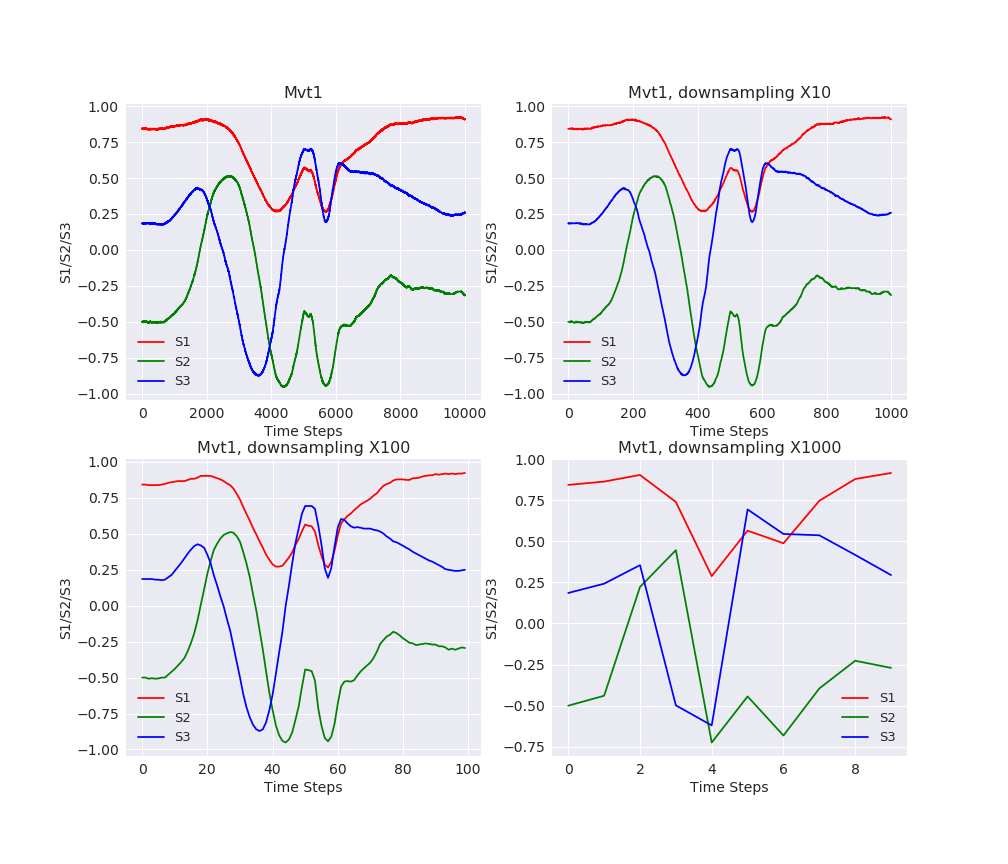 Mvt1
1.00
0.75
0.50
0.25
0.00
−0.25
−0.50
−0.75
−1.00
S1/S2/S3
S1
S2
S3
0 2000 4000 6000 8000 10000
Time Steps
Mvt1, downsampling X10
1.00
0.75
0.50
0.25
0.00
−0.25
−0.50
−0.75
−1.00
S1/S2/S3
S1
S2
S3
0 200 400 600 800 1000
Time Steps
Mvt1, downsampling X100
1.00
0.75
0.50
0.25
0.00
−0.25
−0.50
−0.75
−1.00
S1/S2/S3
S1
S2
S3
0 20 40 60 80 100
Time Steps
Mvt1, downsampling X1000
1.00
0.75
0.50
0.25
0.00
−0.25
−0.50
−0.75
S1/S2/S3
S1
S2
S3
0 2 4 6 8
Time Steps